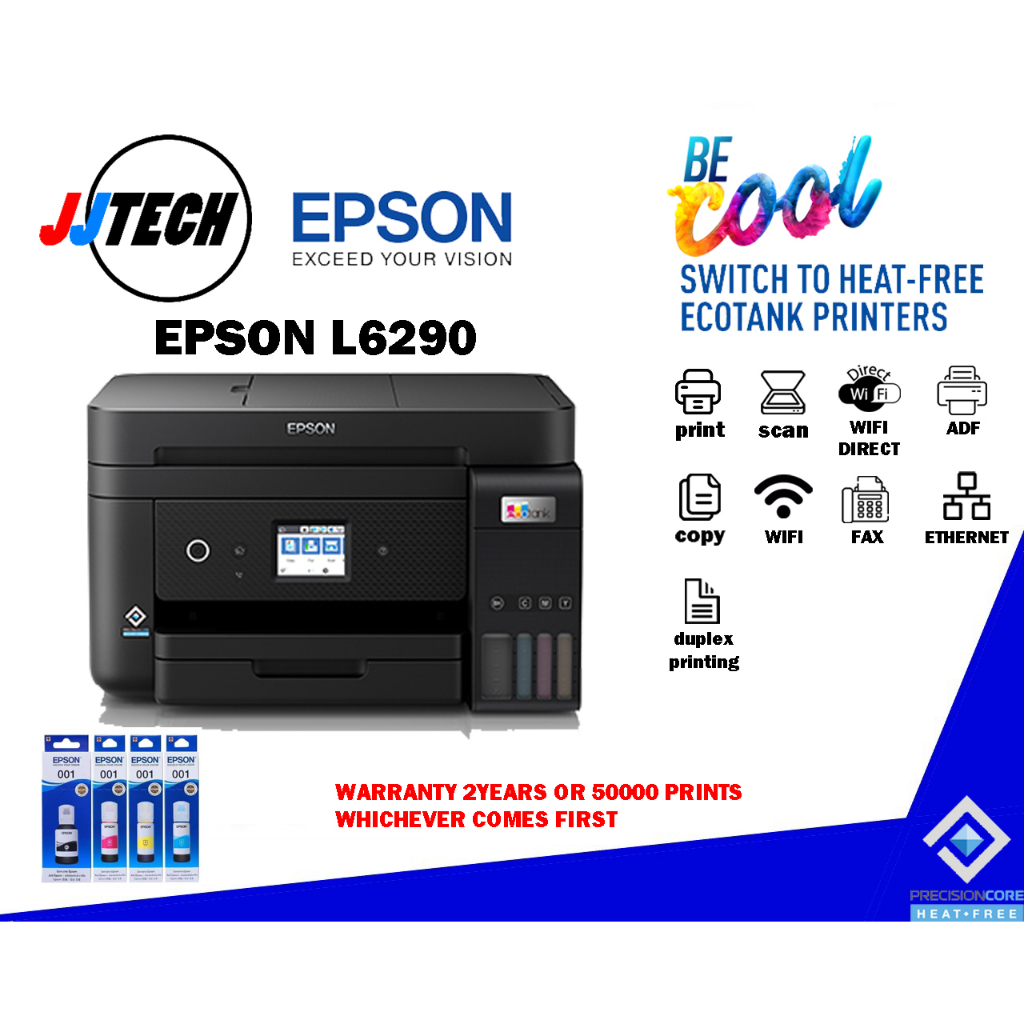 JJTECH
EPSON
EXCEED YOUR VISION
BE
cool
SWITCH TO HEAT-FREE
ECOTANK PRINTERS
EPSON L6290
EPSON
print
scan
Direct
Wi Fi
WIFI
DIRECT
ADF
copy
WIFI
FAX
ETHERNET
duplex
printing
EPSON
001
EPSON
001
EPSON
001
EPSON
001
WARRANTY 2YEARS OR 50000 PRINTS
WHICHEVER COMES FIRST
PRECISIONCORE
HEAT•FREE